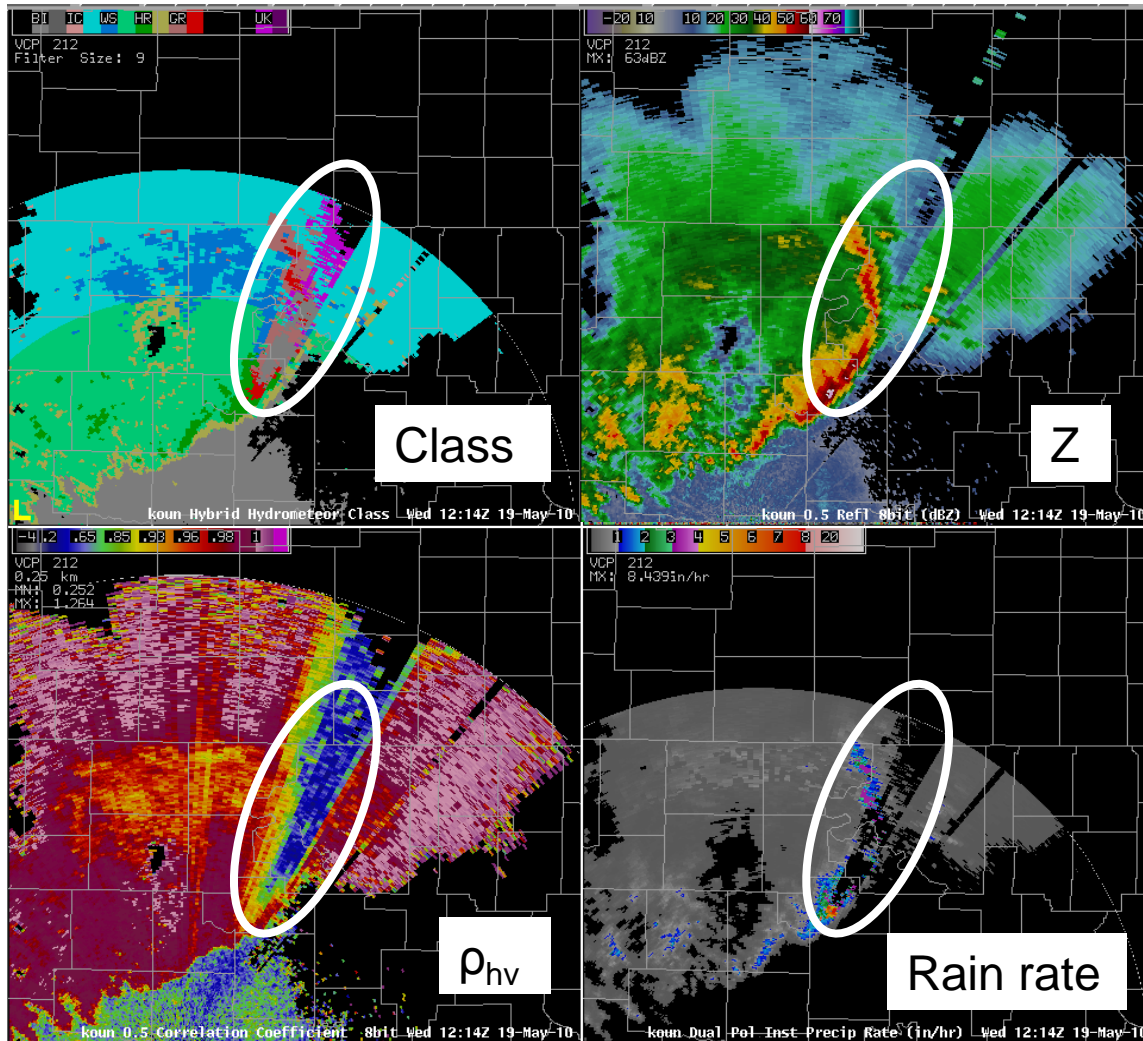 BI IC WS HR GR UK
VCP 212
Filter Size: 9
Class
L
koun Hybrid Hydrometeor Class Wed 12:14Z 19-May-10
-20 10 10 20 30 40 50 60 70
VCP 212
MX: 63dBZ
Z
koun 0.5 Refl 8bit (dBZ) Wed 12:14Z 19-May-10
-4 .2 .65 .85 .93 .96 .98 1
VCP 212
0.25 km
MN: 0.252
MX: 1.264
ρhv
koun 0.5 Correlation Coefficient 8bit Wed 12:14Z 19-May-10
1 2 3 4 5 6 7 8 20
VCP 212
MX: 8.439in/hr
Rain rate
koun Dual Pol Inst Precip Rate (in/hr) Wed 12:14Z 19-May-10